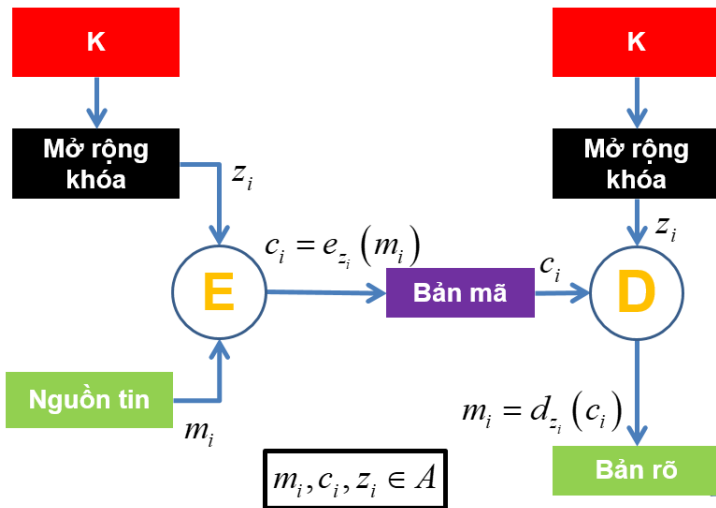 K
K
Mở rộng
khóa
Mở rộng
khóa
z_i
z_i
c_i = e_{z_i}(m_i)
c_i
E
Bản mã
D
Nguồn tin
m_i
m_i = d_{z_i}(c_i)
m_i, c_i, z_i ∈ A
Bản rõ